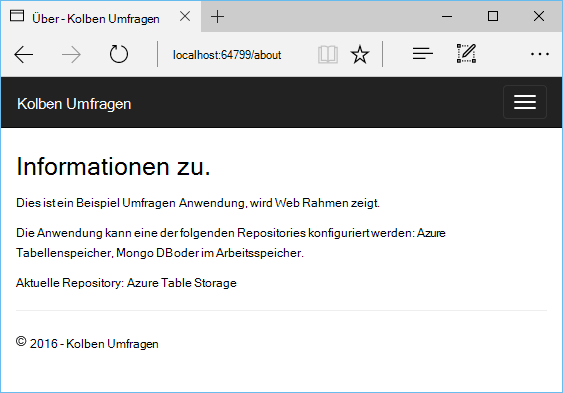 Über - Kolben Umfragen
localhost:64799/about
Kolben Umfragen
Informationen zu.
Dies ist ein Beispiel Umfragen Anwendung, wird Web Rahmen zeigt.
Die Anwendung kann eine der folgenden Repositories konfiguriert werden: Azure
Tabellenspeicher, Mongo DB oder im Arbeitsspeicher.
Aktuelle Repository: Azure Table Storage
© 2016 - Kolben Umfragen